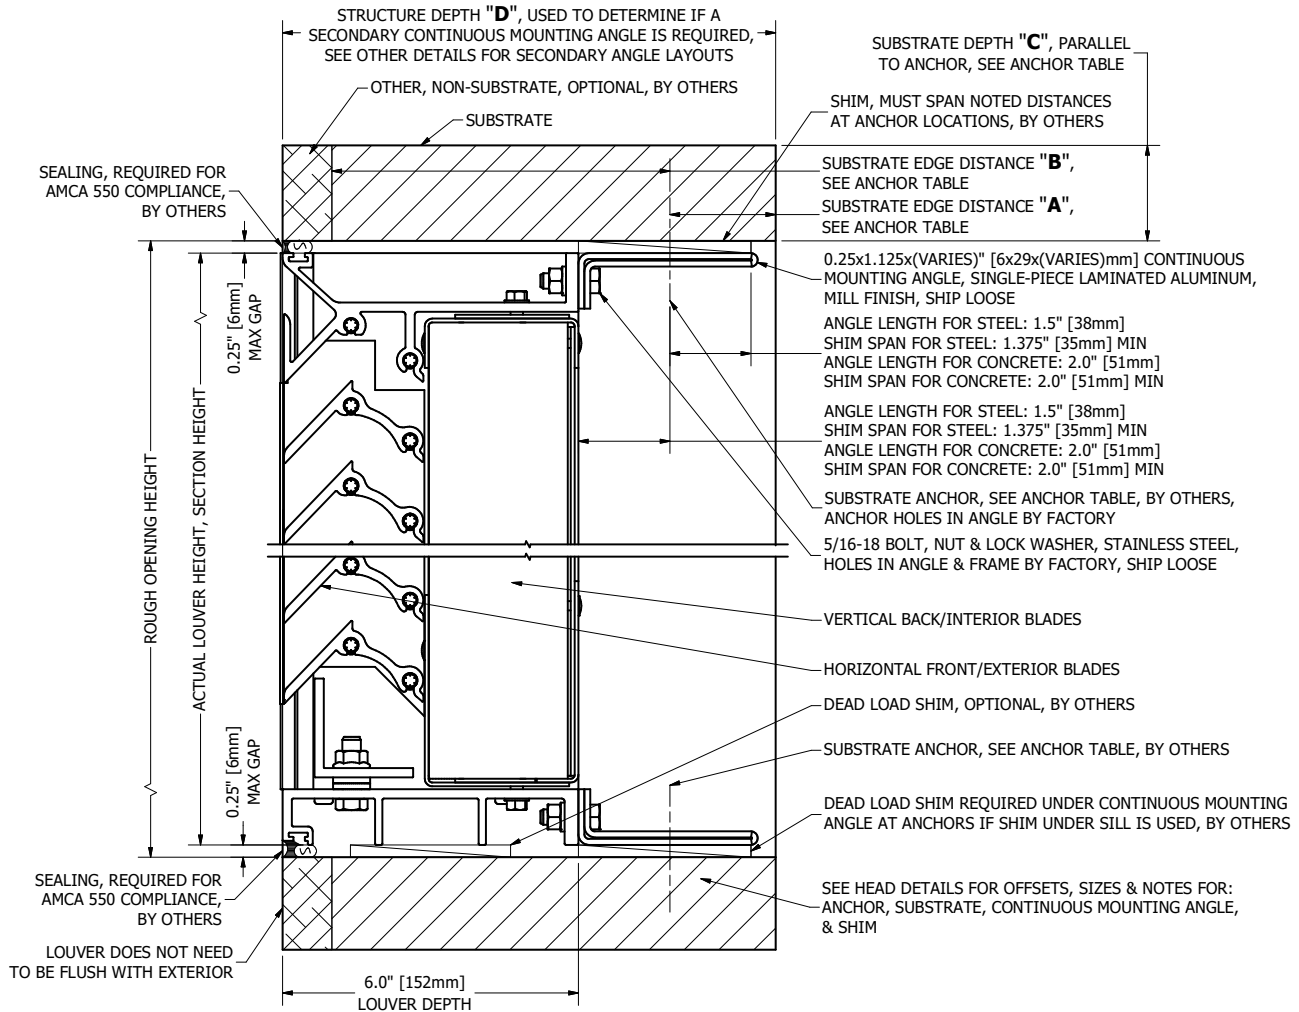 STRUCTURE DEPTH "D", USED TO DETERMINE IF A
SECONDARY CONTINUOUS MOUNTING ANGLE IS REQUIRED,
SEE OTHER DETAILS FOR SECONDARY ANGLE LAYOUTS
SUBSTRATE DEPTH "C", PARALLEL
TO ANCHOR, SEE ANCHOR TABLE
OTHER, NON-SUBSTRATE, OPTIONAL, BY OTHERS
SHIM, MUST SPAN NOTED DISTANCES
AT ANCHOR LOCATIONS, BY OTHERS
SUBSTRATE
SEALING, REQUIRED FOR
AMCA 550 COMPLIANCE,
BY OTHERS
SUBSTRATE EDGE DISTANCE "B",
SEE ANCHOR TABLE
SUBSTRATE EDGE DISTANCE "A",
SEE ANCHOR TABLE
0.25x1.125x(VARIES)" [6x29x(VARIES)mm] CONTINUOUS
MOUNTING ANGLE, SINGLE-PIECE LAMINATED ALUMINUM,
MILL FINISH, SHIP LOOSE
0.25" [6mm]
MAX GAP
ANGLE LENGTH FOR STEEL: 1.5" [38mm]
SHIM SPAN FOR STEEL: 1.375" [35mm] MIN
ANGLE LENGTH FOR CONCRETE: 2.0" [51mm]
SHIM SPAN FOR CONCRETE: 2.0" [51mm] MIN
ANGLE LENGTH FOR STEEL: 1.5" [38mm]
SHIM SPAN FOR STEEL: 1.375" [35mm] MIN
ANGLE LENGTH FOR CONCRETE: 2.0" [51mm]
SHIM SPAN FOR CONCRETE: 2.0" [51mm] MIN
ROUGH OPENING HEIGHT
ACTUAL LOUVER HEIGHT, SECTION HEIGHT
SUBSTRATE ANCHOR, SEE ANCHOR TABLE, BY OTHERS,
ANCHOR HOLES IN ANGLE BY FACTORY
5/16-18 BOLT, NUT & LOCK WASHER, STAINLESS STEEL,
HOLES IN ANGLE & FRAME BY FACTORY, SHIP LOOSE
VERTICAL BACK/INTERIOR BLADES
HORIZONTAL FRONT/EXTERIOR BLADES
DEAD LOAD SHIM, OPTIONAL, BY OTHERS
SUBSTRATE ANCHOR, SEE ANCHOR TABLE, BY OTHERS
0.25" [6mm]
MAX GAP
DEAD LOAD SHIM REQUIRED UNDER CONTINUOUS MOUNTING
ANGLE AT ANCHORS IF SHIM UNDER SILL IS USED, BY OTHERS
SEALING, REQUIRED FOR
AMCA 550 COMPLIANCE,
BY OTHERS
SEE HEAD DETAILS FOR OFFSETS, SIZES & NOTES FOR:
ANCHOR, SUBSTRATE, CONTINUOUS MOUNTING ANGLE,
& SHIM
LOUVER DOES NOT NEED
TO BE FLUSH WITH EXTERIOR
6.0" [152mm]
LOUVER DEPTH